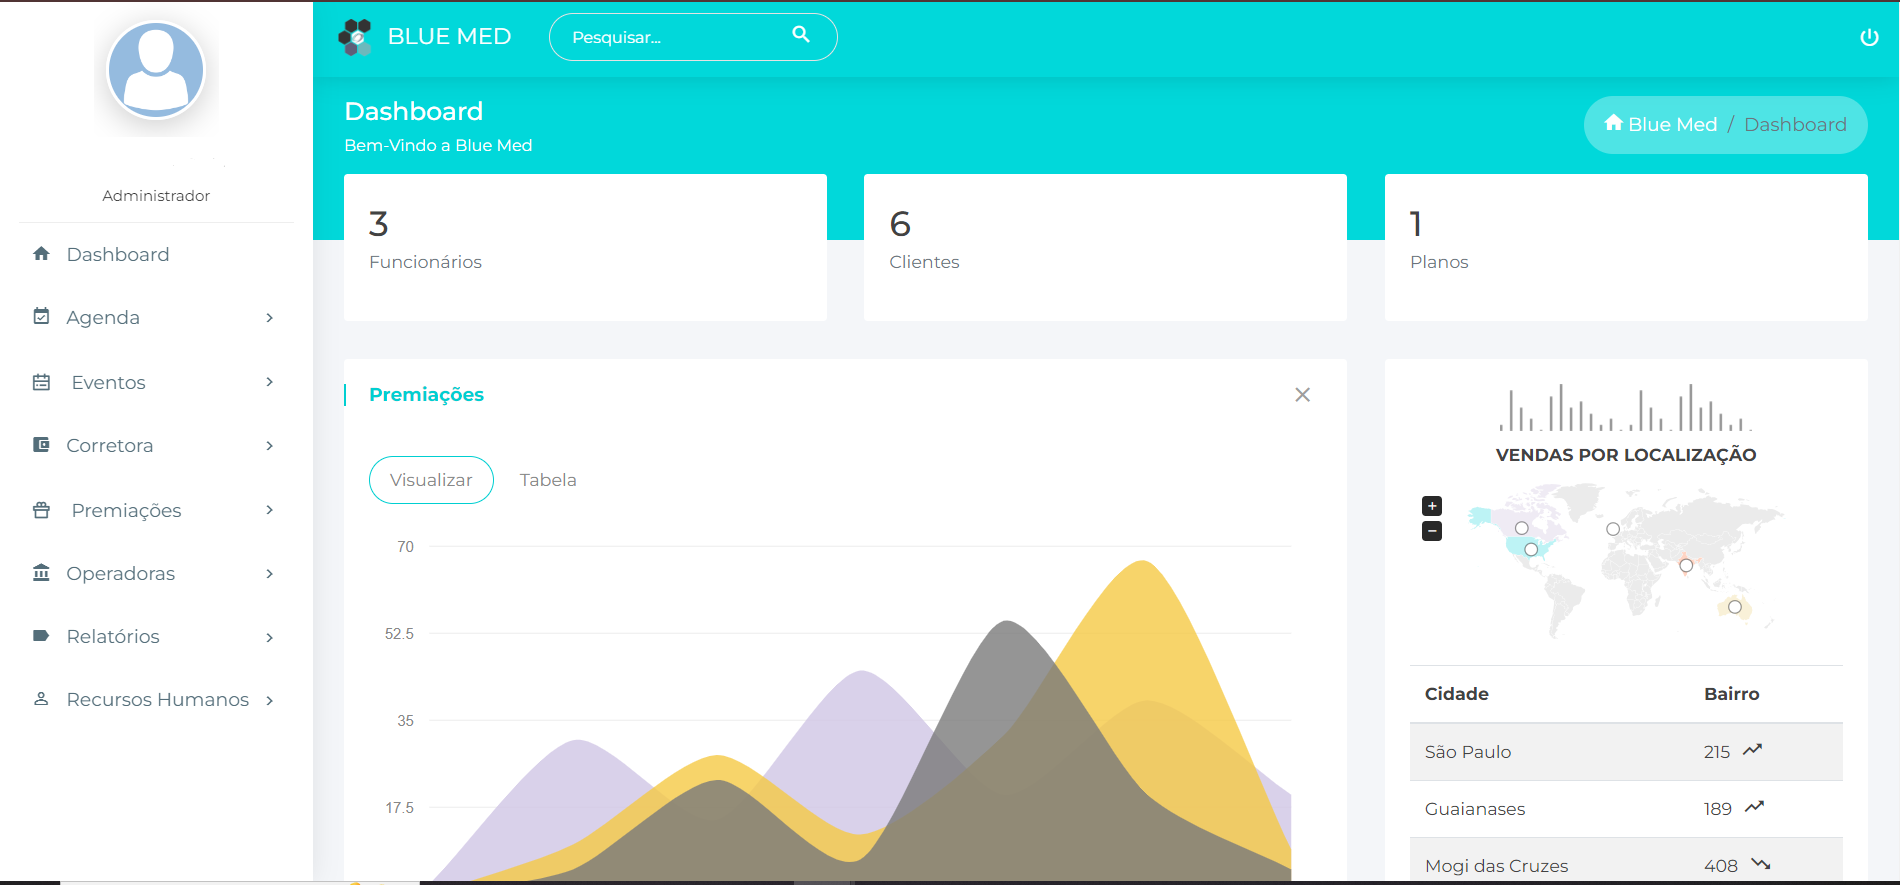 BLUE MED
Pesquisar...
Administrador
Dashboard
Agenda
Eventos
Corretora
Premiações
Operadoras
Relatórios
Recursos Humanos
Dashboard
Bem-Vindo a Blue Med
Blue Med / Dashboard
3
Funcionários
6
Clientes
1
Planos
Premiações
Visualizar Tabela
70
52.5
35
17.5
VENDAS POR LOCALIZAÇÃO
+
−
Cidade Bairro
São Paulo 215
Guaianases 189
Mogi das Cruzes 408